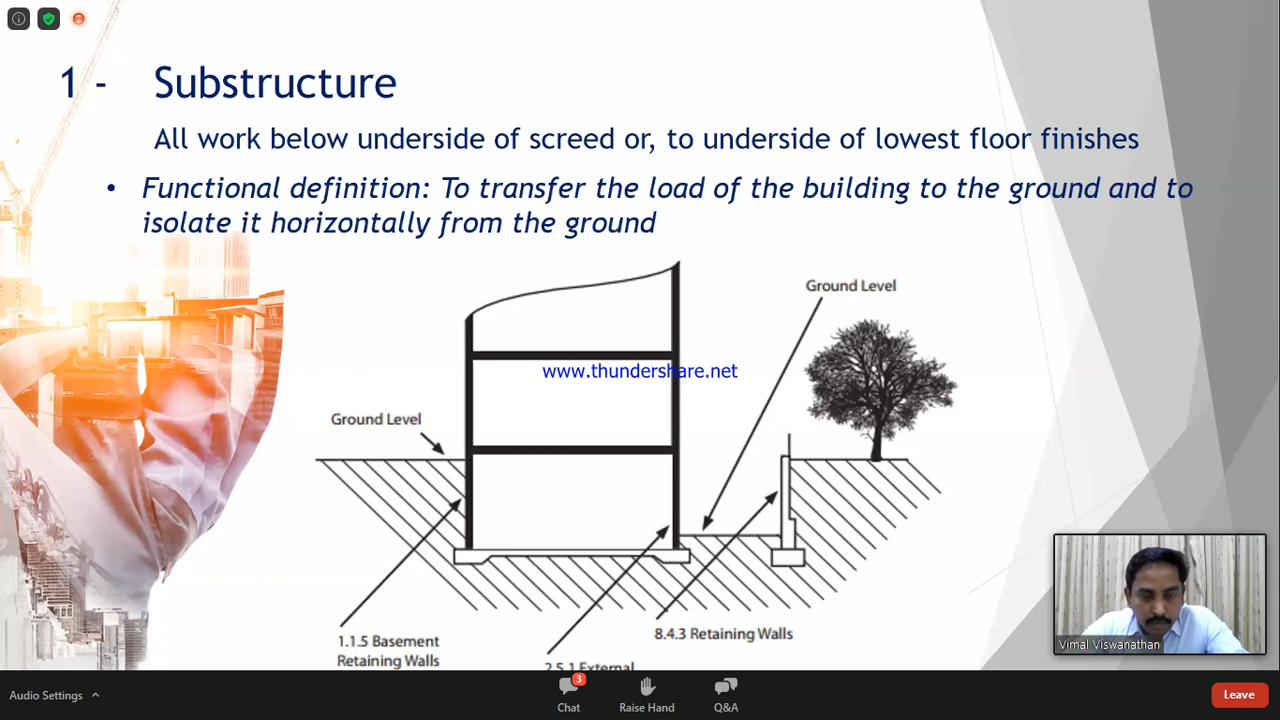 1 - Substructure
All work below underside of screed or, to underside of lowest floor finishes
• Functional definition: To transfer the load of the building to the ground and to
isolate it horizontally from the ground
Ground Level
www.thundershare.net
Ground Level
1.1.5 Basement
Retaining Walls
2.5.1 External
8.4.3 Retaining Walls
Vimal Viswanathan
Audio Settings
3
Chat
Raise Hand
Q&A
Leave